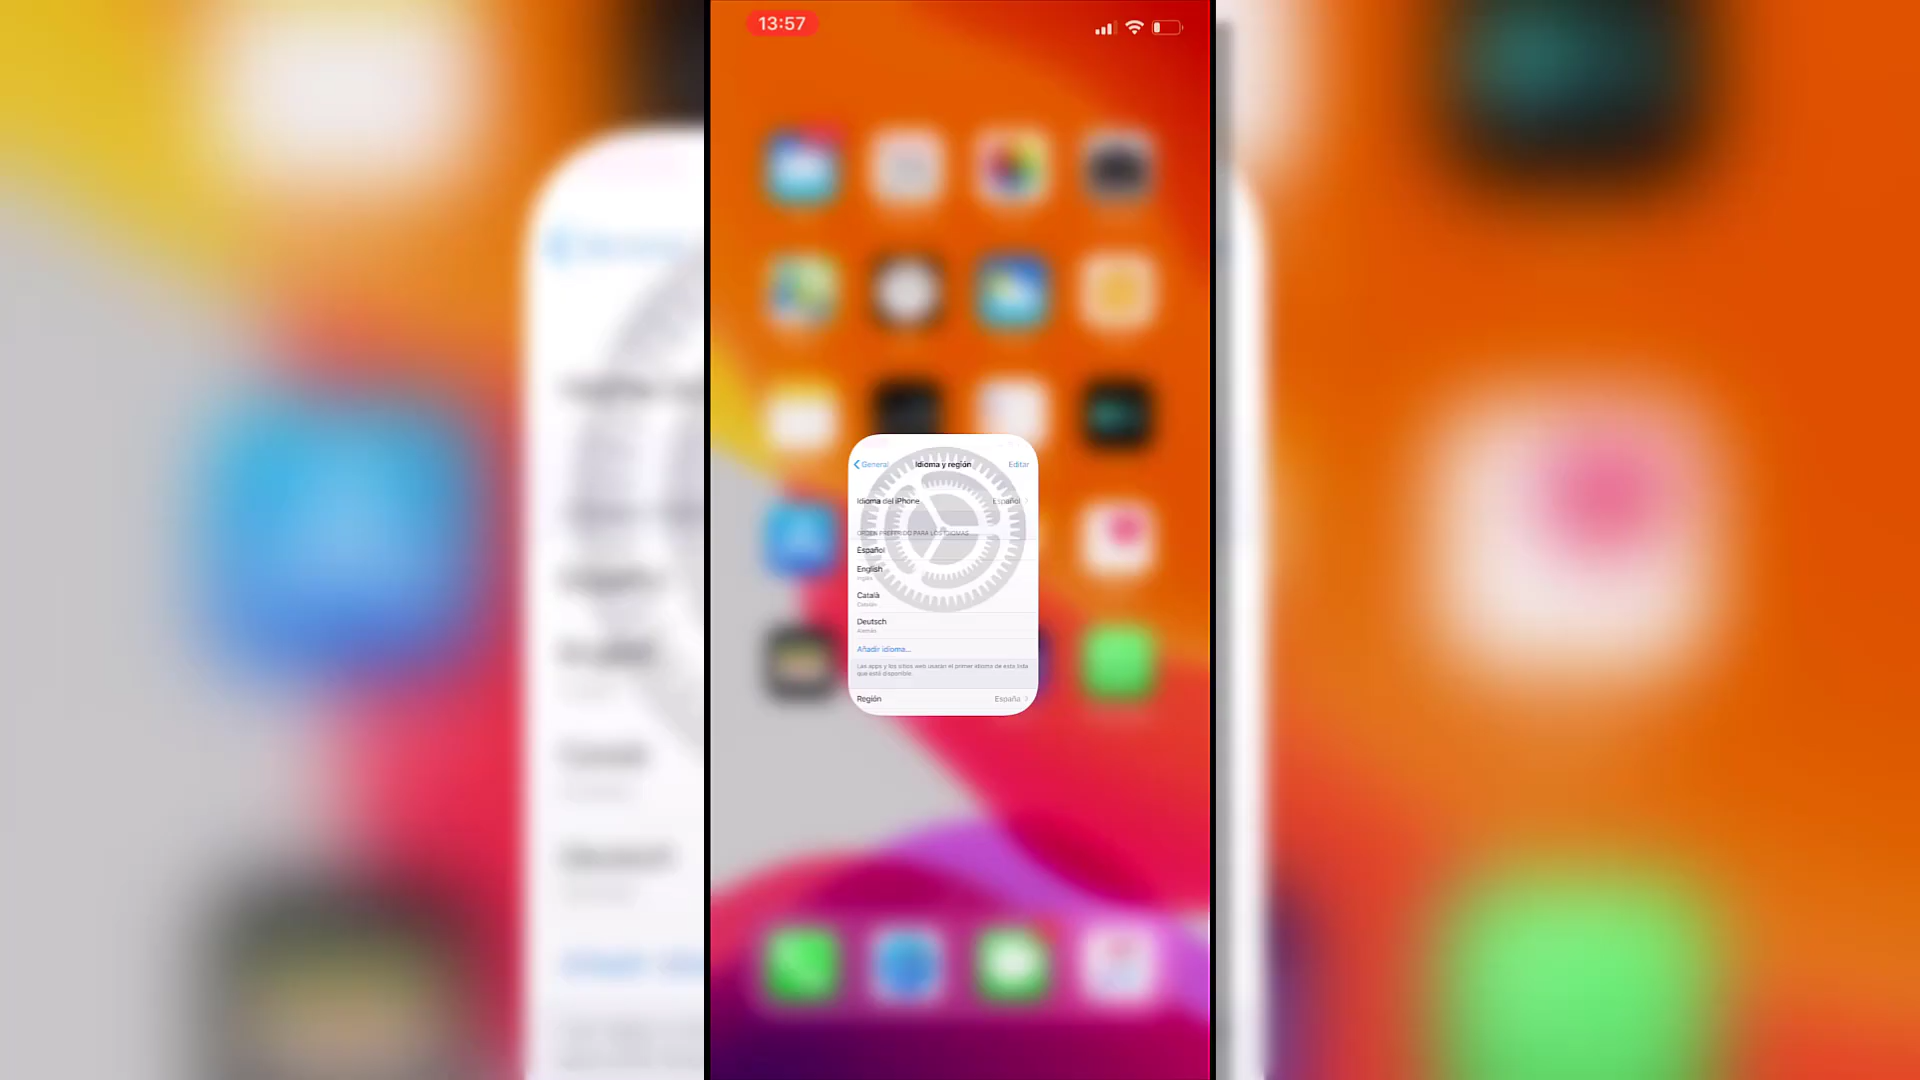 13:57
General Idioma y región Editar
Idioma del iPhone Español
ORDEN PREFERIDO PARA LOS IDIOMAS
Español
English
Inglés
Català
Catalán
Deutsch
Alemán
Añadir idioma...
Las apps y los sitios web usarán el primer idioma de esta lista
que esté disponible.
Región España